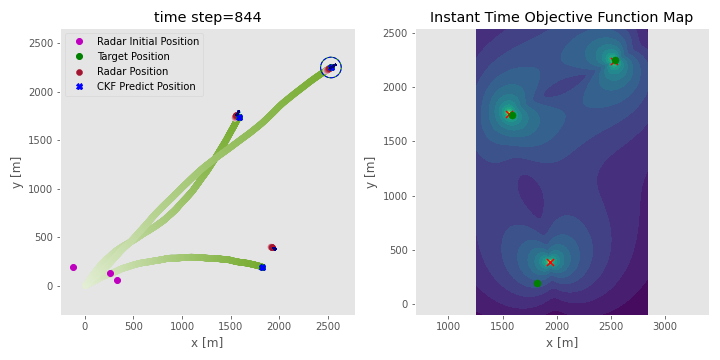 time step=844
Radar Initial Position
Target Position
Radar Position
CKF Predict Position
2500
2000
1500
1000
500
0
y [m]
0
500
1000
1500
2000
2500
x [m]
Instant Time Objective Function Map
2500
2000
1500
1000
500
0
y [m]
1000
1500
2000
2500
3000
x [m]